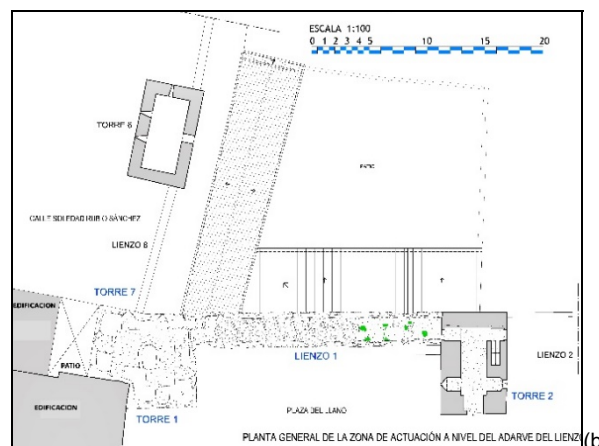 ESCALA 1:100
0 1 2 3 4 5 10 15 20
TORRE 6
PATIO
CALLE SOLEDAD RUBIO SÁNCHEZ
LIENZO 8
TORRE 7
EDIFICACION
PATIO
LIENZO 1
LIENZO 2
TORRE 2
EDIFICACION
TORRE 1
PLAZA DEL LLANO
PLANTA GENERAL DE LA ZONA DE ACTUACIÓN A NIVEL DEL ADARVE DEL LIENZ
(b